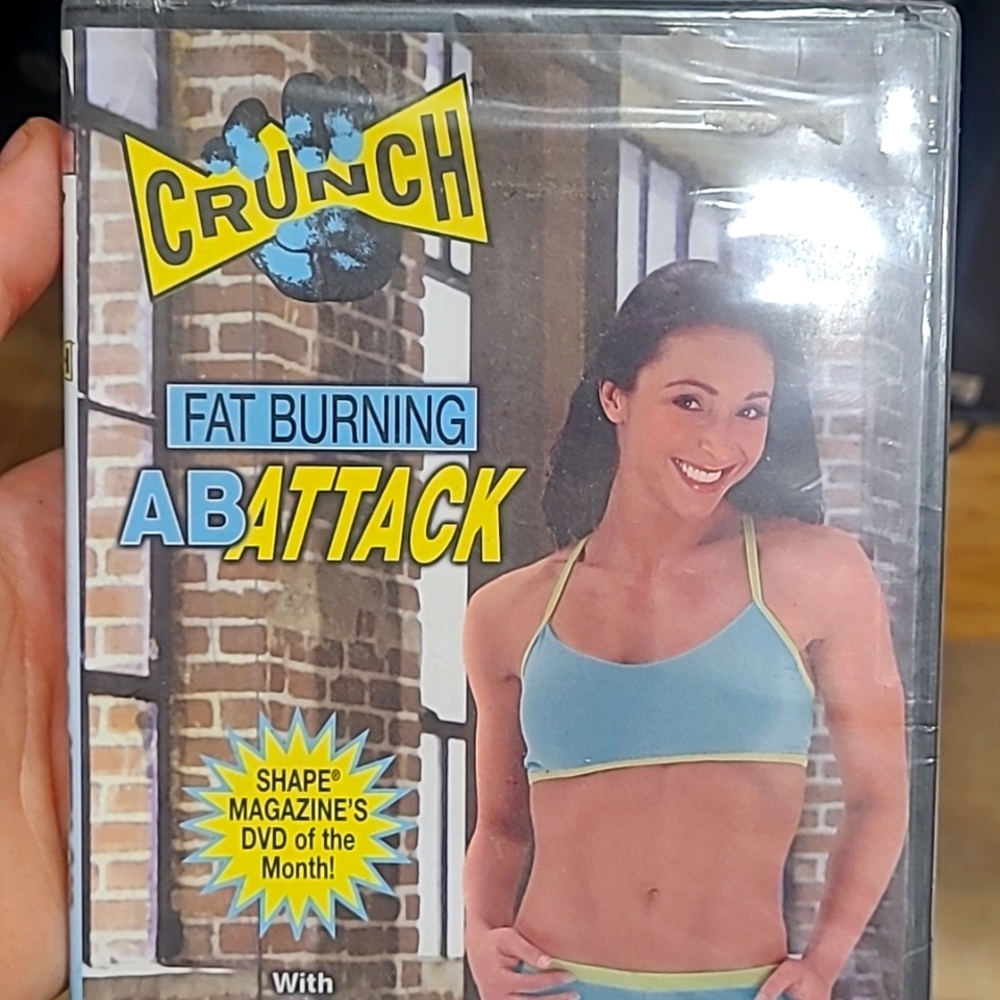 CRUNCH
FAT BURNING
ABATTACK
SHAPE®
MAGAZINE'S
DVD of the
Month!
With